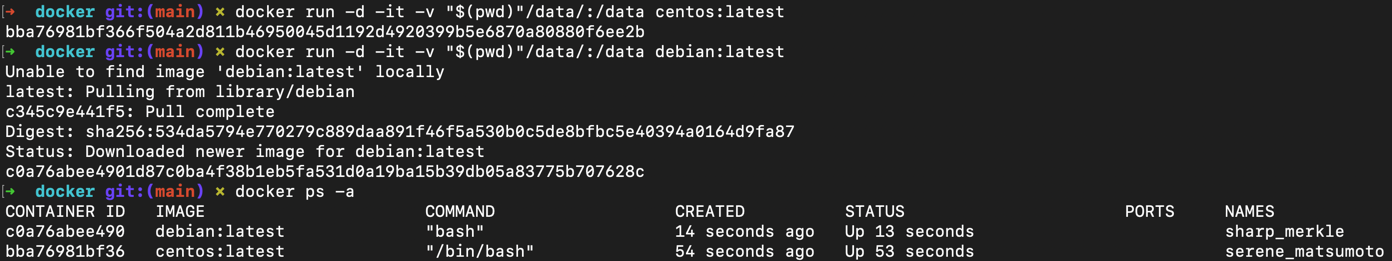 ➜  docker git:(main) ✗ docker run -d -it -v "$(pwd)"/data/:/data centos:latest
bba76981bf366f504a2d811b46950045d1192d4920399b5e6870a80880f6ee2b
➜  docker git:(main) ✗ docker run -d -it -v "$(pwd)"/data/:/data debian:latest
Unable to find image 'debian:latest' locally
latest: Pulling from library/debian
c345c9e441f5: Pull complete
Digest: sha256:534da5794e770279c889daa891f46f5a530b0c5de8bfbc5e40394a0164d9fa87
Status: Downloaded newer image for debian:latest
c0a76abee4901d87c0ba4f38b1eb5fa531d0a19ba15b39db05a83775b707628c
➜  docker git:(main) ✗ docker ps -a
CONTAINER ID   IMAGE              COMMAND        CREATED          STATUS          PORTS     NAMES
c0a76abee490   debian:latest      "bash"         14 seconds ago   Up 13 seconds             sharp_merkle
bba76981bf36   centos:latest      "/bin/bash"    54 seconds ago   Up 53 seconds             serene_matsumoto